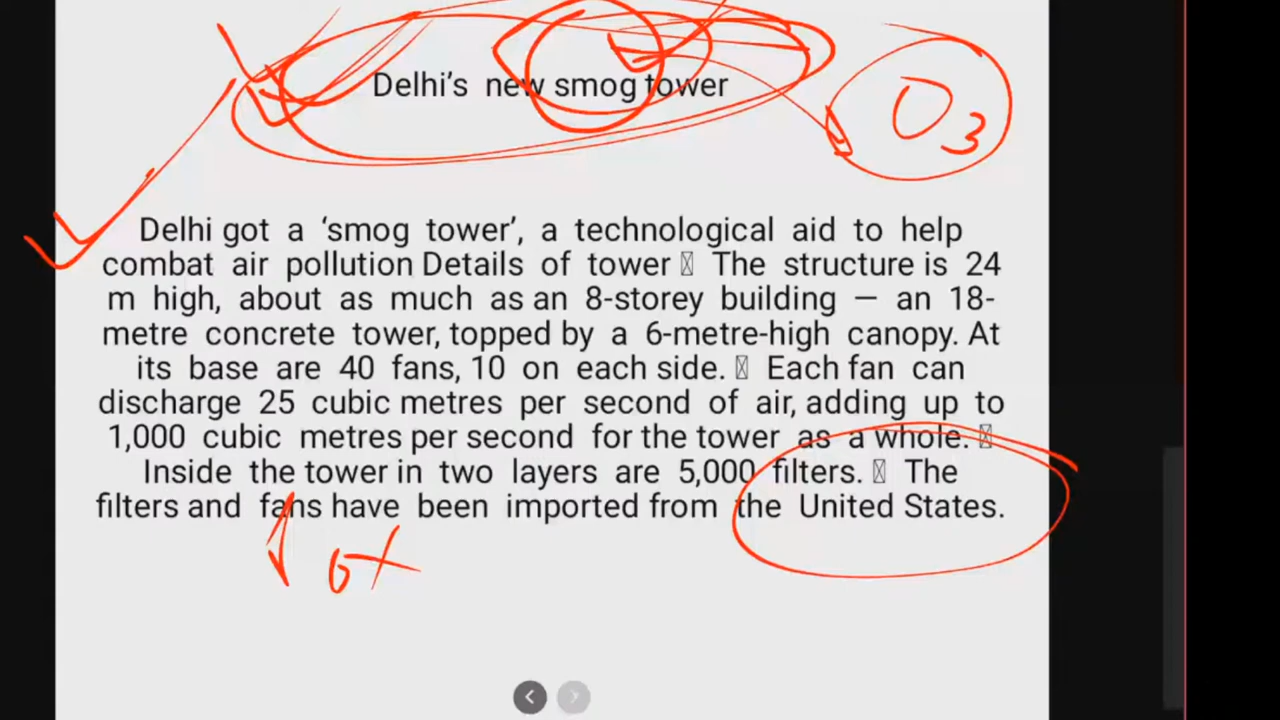 Delhi's new smog tower
O3
Delhi got a ‘smog tower’, a technological aid to help
combat air pollution Details of tower  The structure is 24
m high, about as much as an 8-storey building — an 18-
metre concrete tower, topped by a 6-metre-high canopy. At
its base are 40 fans, 10 on each side.  Each fan can
discharge 25 cubic metres per second of air, adding up to
1,000 cubic metres per second for the tower as a whole. 
Inside the tower in two layers are 5,000 filters.  The
filters and fans have been imported from the United States.